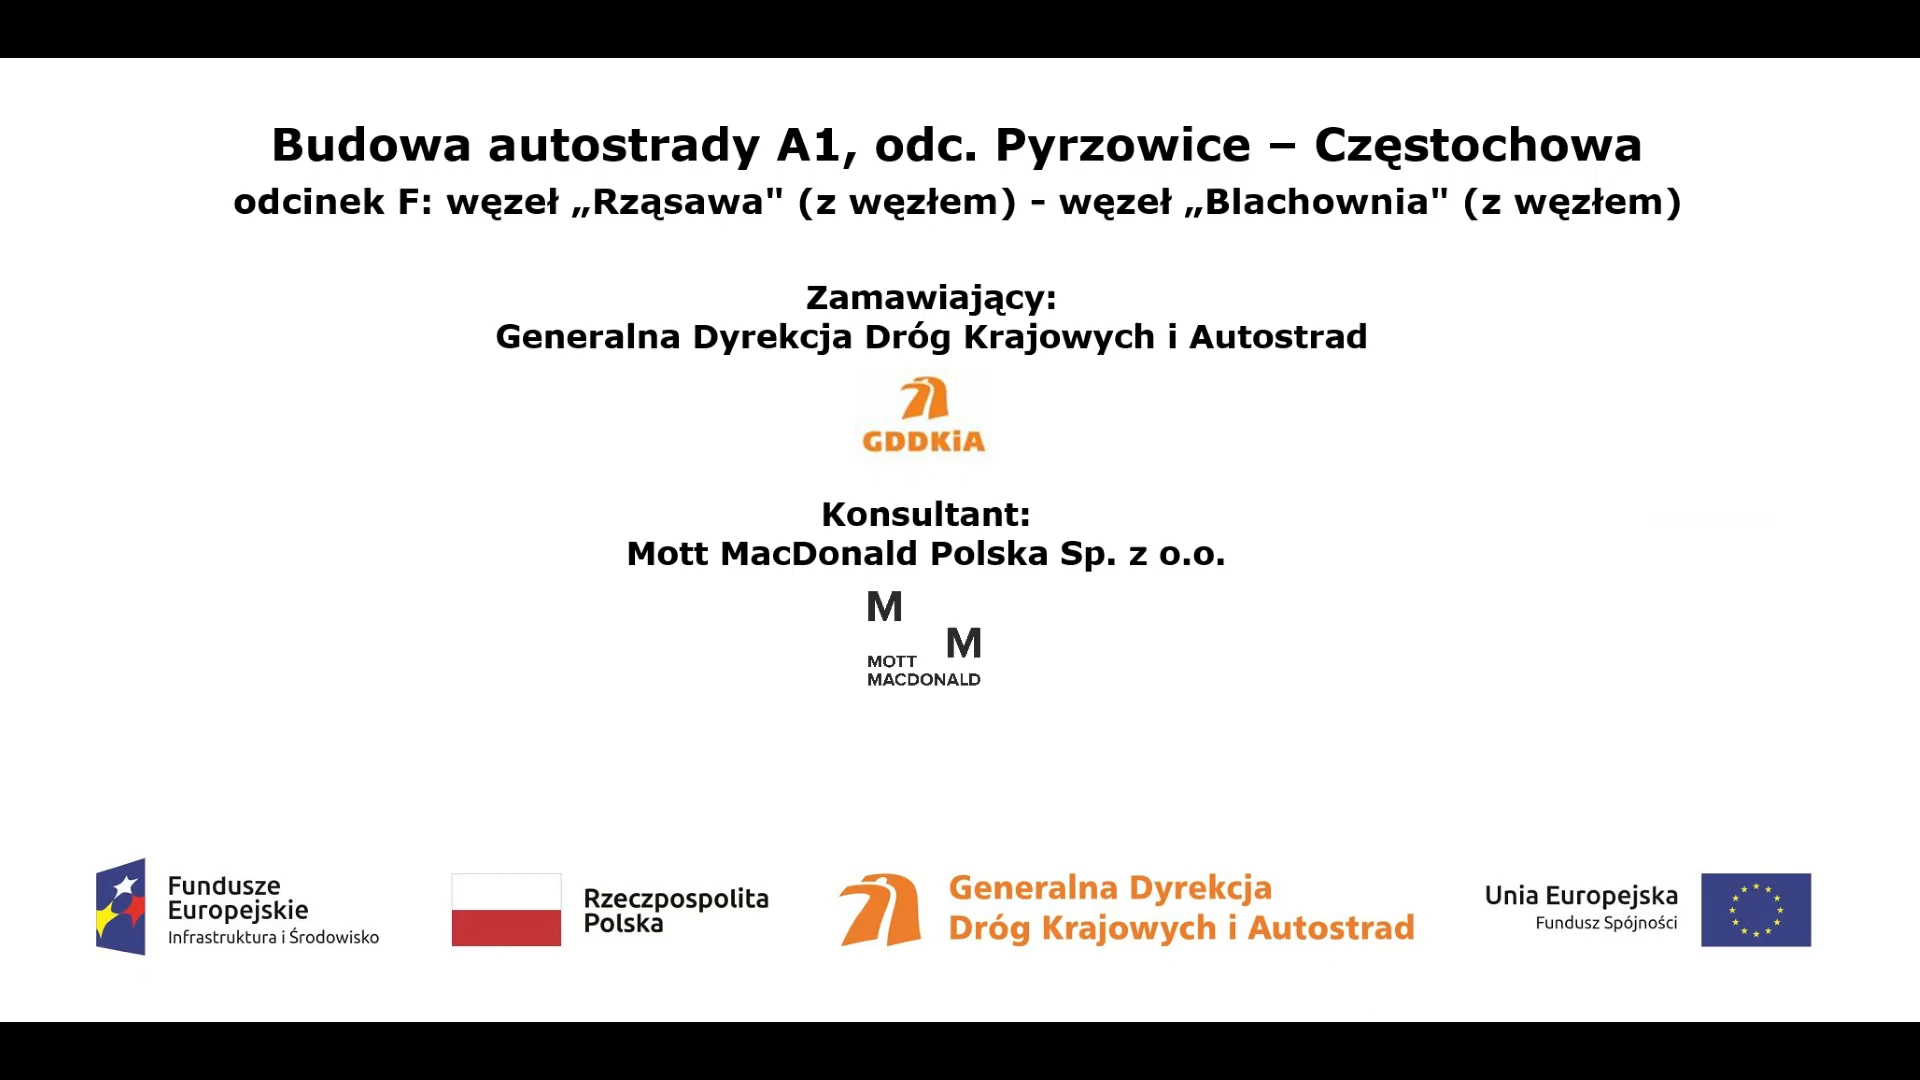 Budowa autostrady A1, odc. Pyrzowice – Częstochowa
odcinek F: węzeł „Rząsawa" (z węzłem) - węzeł „Blachownia" (z węzłem)
Zamawiający:
Generalna Dyrekcja Dróg Krajowych i Autostrad
GDDKiA
Konsultant:
Mott MacDonald Polska Sp. z o.o.
M
M
MOTT
MACDONALD
Fundusze
Europejskie
Infrastruktura i Środowisko
Rzeczpospolita
Polska
Generalna Dyrekcja
Dróg Krajowych i Autostrad
Unia Europejska
Fundusz Spójności